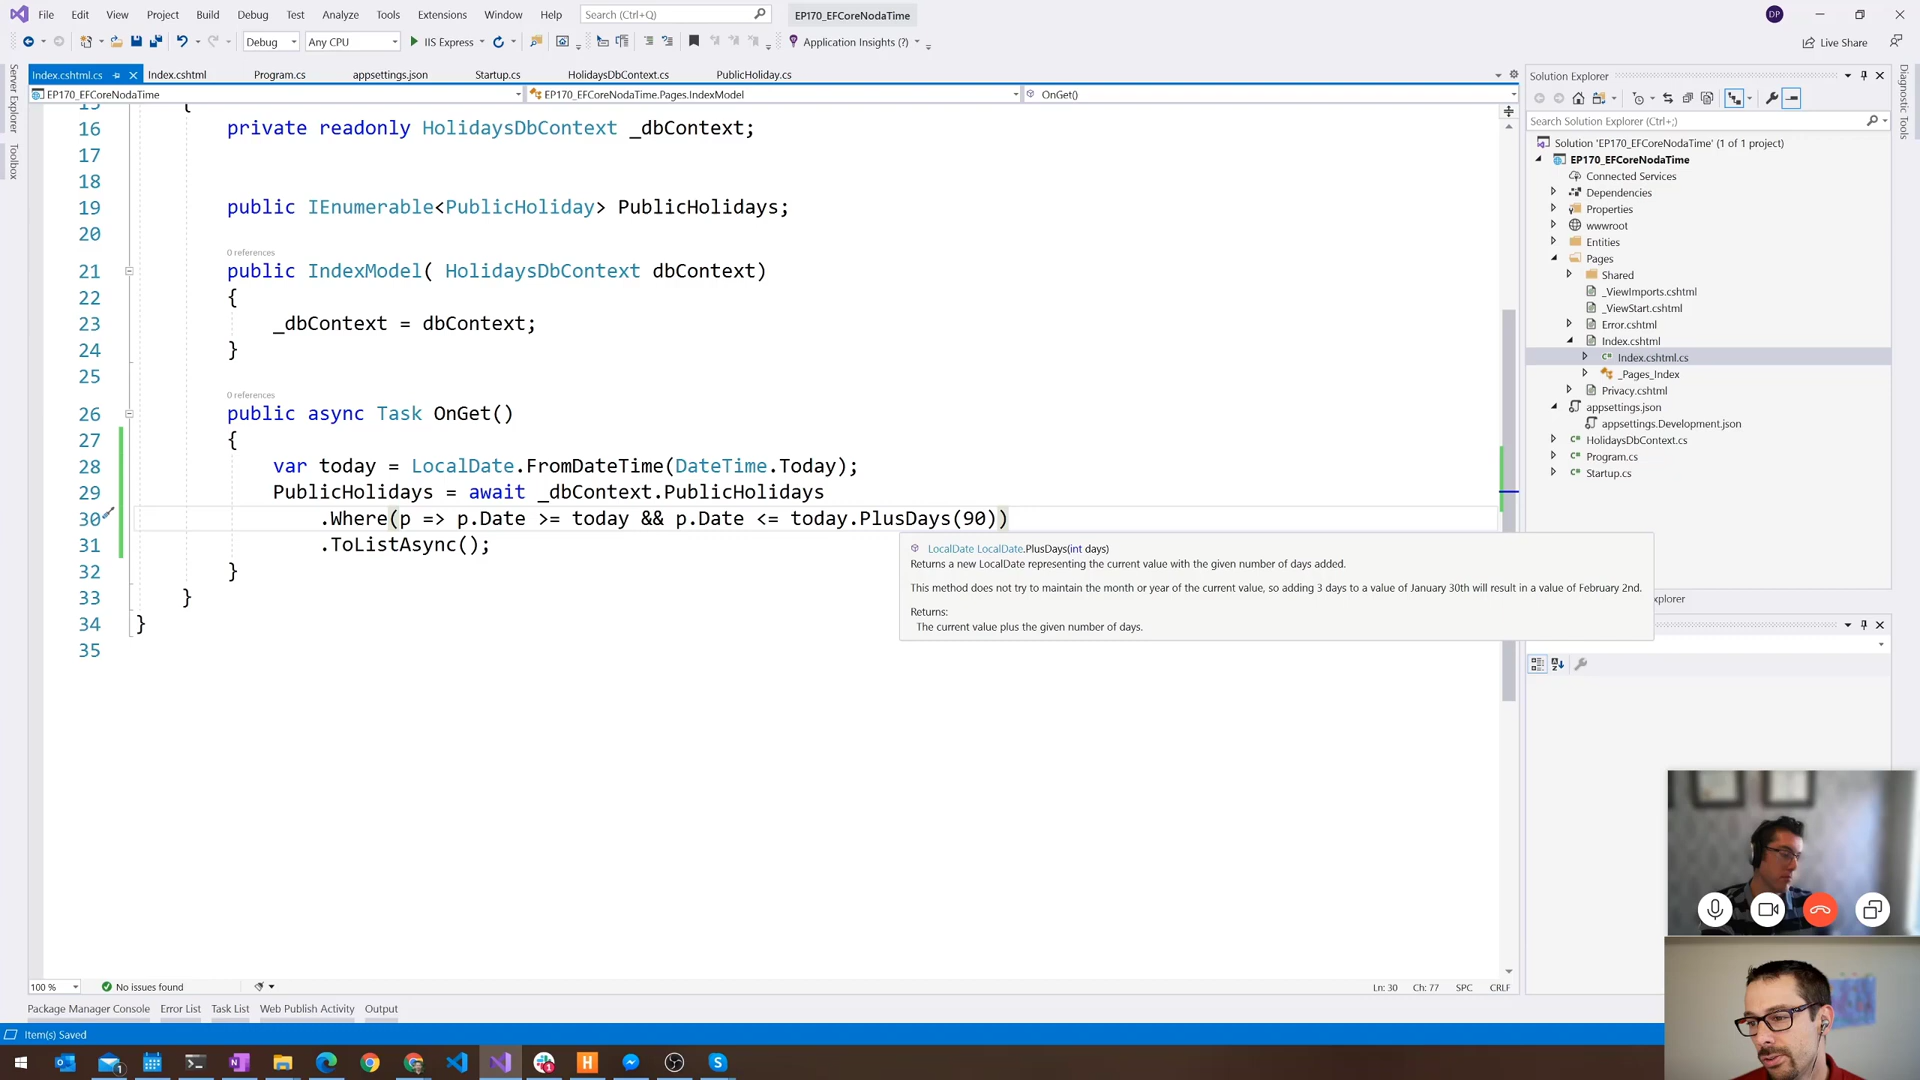 File Edit View Project Build Debug Test Analyze Tools Extensions Window Help Search (Ctrl+Q) EP170_EFCoreNodaTime DP
Debug Any CPU IIS Express Application Insights (?) Live Share
Index.cshtml.cs Index.cshtml Program.cs appsettings.json Startup.cs HolidaysDbContext.cs PublicHoliday.cs
EP170_EFCoreNodaTime EP170_EFCoreNodaTime.Pages.IndexModel OnGet()
Server Explorer
Toolbox
15 {
16 private readonly HolidaysDbContext _dbContext;
17
18
19 public IEnumerable<PublicHoliday> PublicHolidays;
20
0 references
21 public IndexModel( HolidaysDbContext dbContext)
22 {
23 _dbContext = dbContext;
24 }
25
0 references
26 public async Task OnGet()
27 {
28 var today = LocalDate.FromDateTime(DateTime.Today);
29 PublicHolidays = await _dbContext.PublicHolidays
30 .Where(p => p.Date >= today && p.Date <= today.PlusDays(90))
31 .ToListAsync();
32 }
33 }
34 }
35
LocalDate LocalDate.PlusDays(int days)
Returns a new LocalDate representing the current value with the given number of days added.
This method does not try to maintain the month or year of the current value, so adding 3 days to a value of January 30th will result in a value of February 2nd.
Returns:
The current value plus the given number of days.
Solution Explorer
Search Solution Explorer (Ctrl+;)
Solution 'EP170_EFCoreNodaTime' (1 of 1 project)
EP170_EFCoreNodaTime
Connected Services
Dependencies
Properties
wwwroot
Entities
Pages
Shared
_ViewImports.cshtml
_ViewStart.cshtml
Error.cshtml
Index.cshtml
Index.cshtml.cs
_Pages_Index
Privacy.cshtml
appsettings.json
appsettings.Development.json
HolidaysDbContext.cs
Program.cs
Startup.cs
xplorer
Diagnostic Tools
100 % No issues found Ln: 30 Ch: 77 SPC CRLF
Package Manager Console Error List Task List Web Publish Activity Output
Item(s) Saved